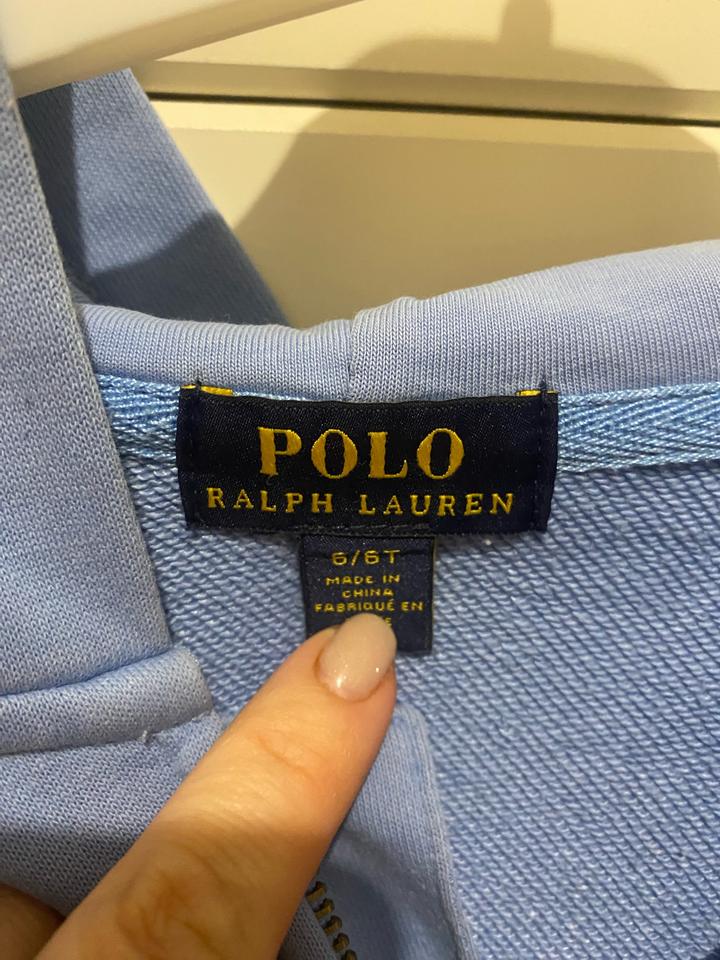 POLO
RALPH LAUREN
6/6T
MADE IN
CHINA
FABRIQUÉ EN